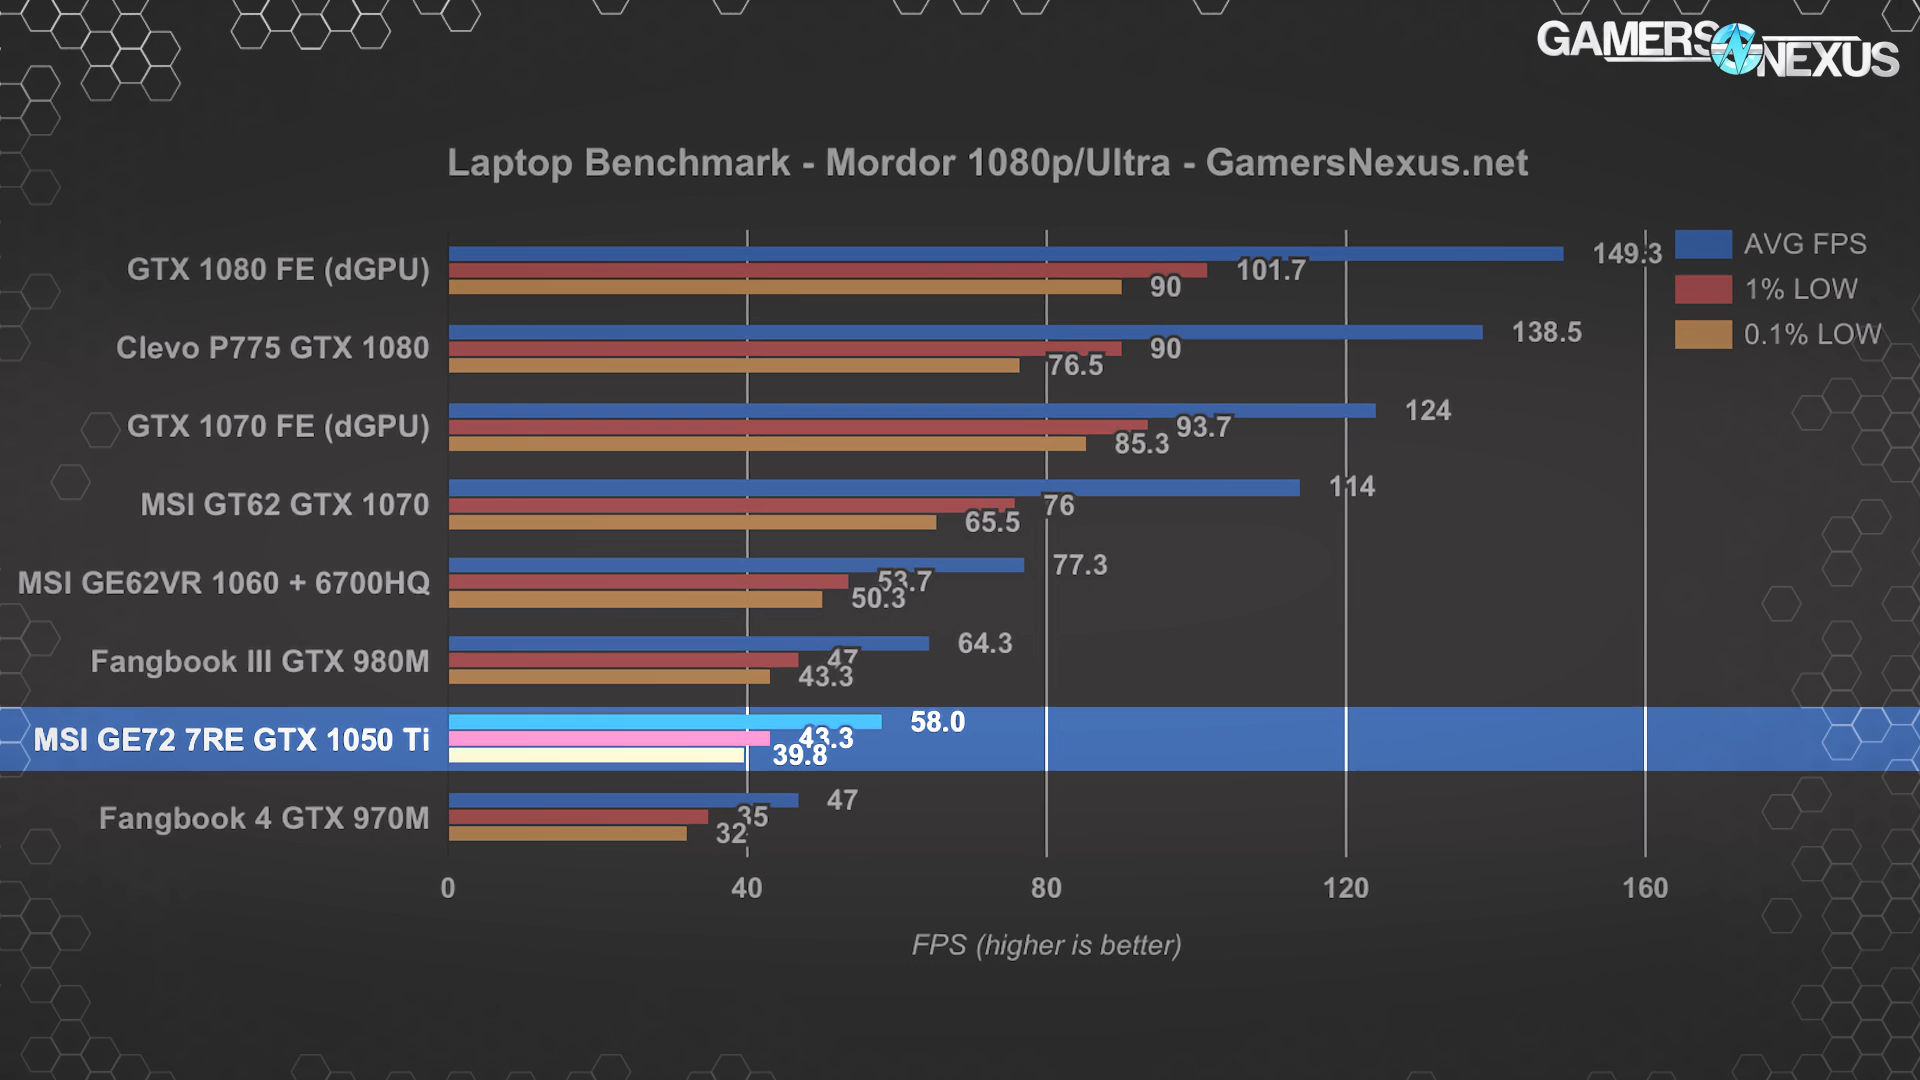 GAMERS NEXUS
Laptop Benchmark - Mordor 1080p/Ultra - GamersNexus.net
AVG FPS
1% LOW
0.1% LOW
GTX 1080 FE (dGPU)
149.3
101.7
90
Clevo P775 GTX 1080
138.5
90
76.5
GTX 1070 FE (dGPU)
124
93.7
85.3
MSI GT62 GTX 1070
114
76
65.5
MSI GE62VR 1060 + 6700HQ
77.3
53.7
50.3
Fangbook III GTX 980M
64.3
47
43.3
MSI GE72 7RE GTX 1050 Ti
58.0
43.3
39.8
Fangbook 4 GTX 970M
47
35
32
0 40 80 120 160
FPS (higher is better)